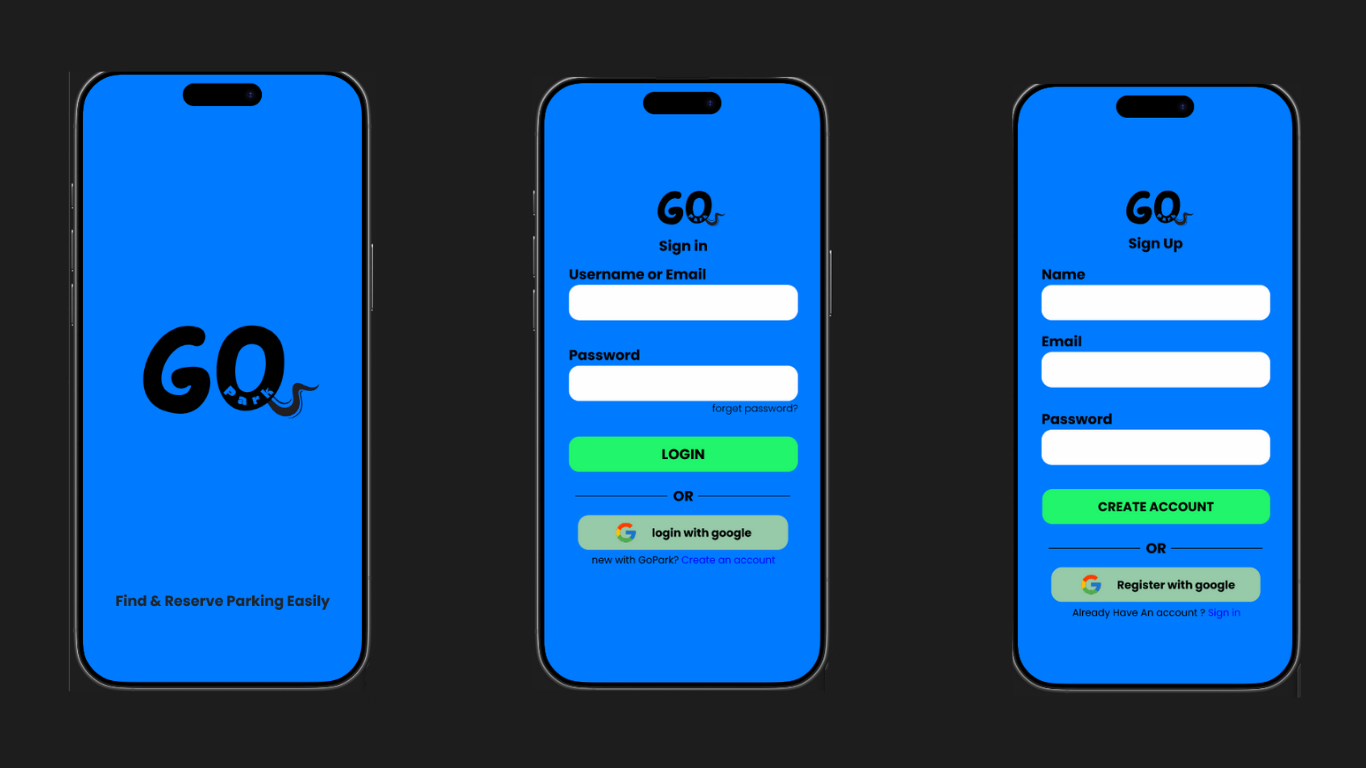 GO
Park
Find & Reserve Parking Easily
GO
Park
Sign in
Username or Email
Password
forget password?
LOGIN
OR
login with google
new with GoPark? Create an account
GO
Park
Sign Up
Name
Email
Password
CREATE ACCOUNT
OR
Register with google
Already Have An account ? Sign in